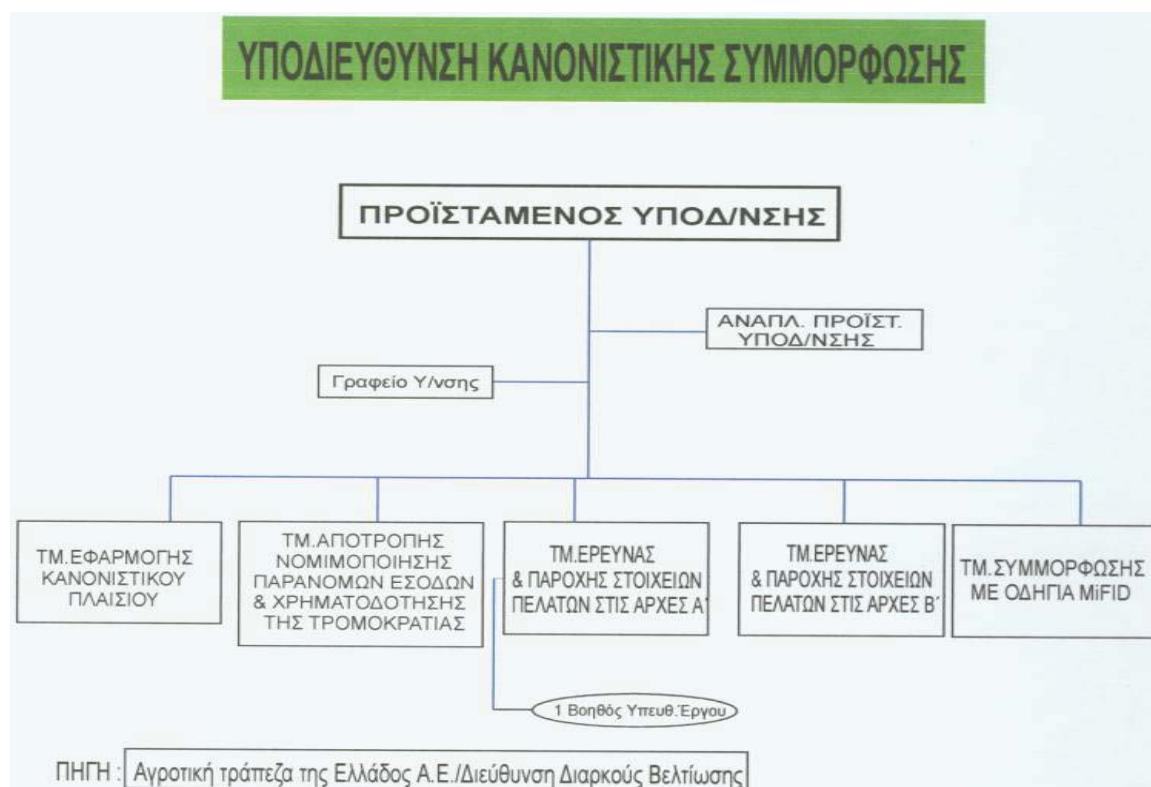 ΥΠΟΔΙΕΥΘΥΝΣΗ ΚΑΝΟΝΙΣΤΙΚΗΣ ΣΥΜΜΟΡΦΩΣΗΣ
ΠΡΟΪΣΤΑΜΕΝΟΣ ΥΠΟΔ/ΝΣΗΣ
ΑΝΑΠΛ. ΠΡΟΪΣΤ.
ΥΠΟΔ/ΝΣΗΣ
Γραφείο Υ/νσης
ΤΜ.ΕΦΑΡΜΟΓΗΣ
ΚΑΝΟΝΙΣΤΙΚΟΥ
ΠΛΑΙΣΙΟΥ
ΤΜ.ΑΠΟΤΡΟΠΗΣ
ΝΟΜΙΜΟΠΟΙΗΣΗΣ
ΠΑΡΑΝΟΜΩΝ ΕΣΟΔΩΝ
& ΧΡΗΜΑΤΟΔΟΤΗΣΗΣ
ΤΗΣ ΤΡΟΜΟΚΡΑΤΙΑΣ
ΤΜ.ΕΡΕΥΝΑΣ
& ΠΑΡΟΧΗΣ ΣΤΟΙΧΕΙΩΝ
ΠΕΛΑΤΩΝ ΣΤΙΣ ΑΡΧΕΣ Α΄
ΤΜ.ΕΡΕΥΝΑΣ
& ΠΑΡΟΧΗΣ ΣΤΟΙΧΕΙΩΝ
ΠΕΛΑΤΩΝ ΣΤΙΣ ΑΡΧΕΣ Β΄
ΤΜ.ΣΥΜΜΟΡΦΩΣΗΣ
ΜΕ ΟΔΗΓΙΑ MiFID
1 Βοηθός Υπευθ.Έργου
ΠΗΓΗ : Αγροτική τράπεζα της Ελλάδος Α.Ε./Διεύθυνση Διαρκούς Βελτίωσης